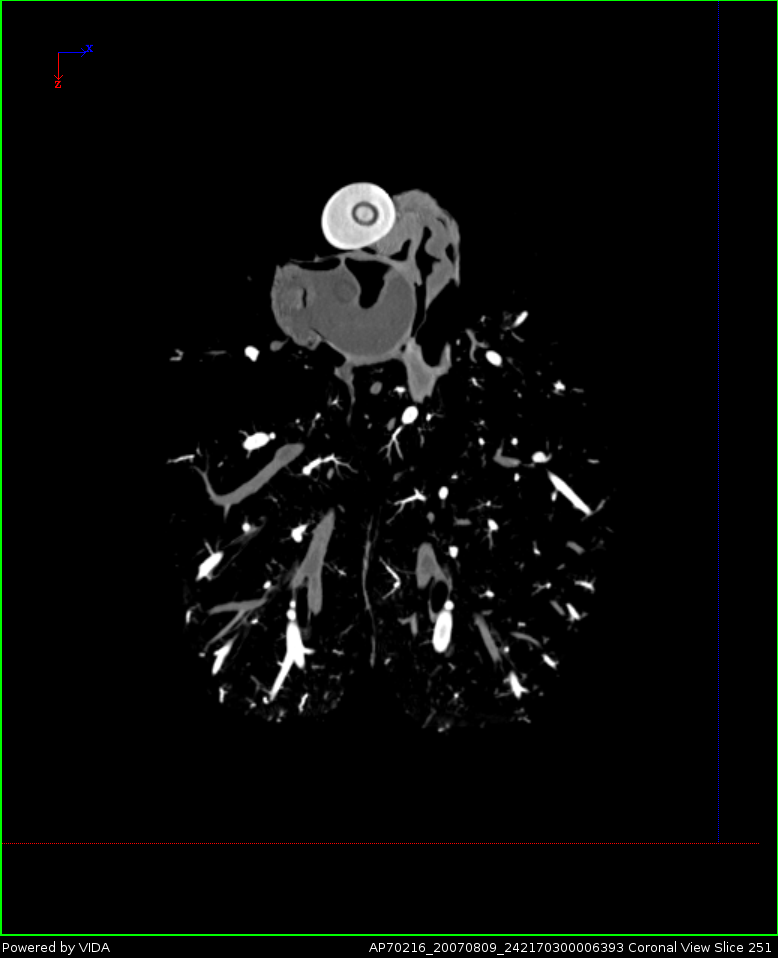 X
Z
Powered by VIDA
AP70216_20070809_242170300006393 Coronal View Slice 251